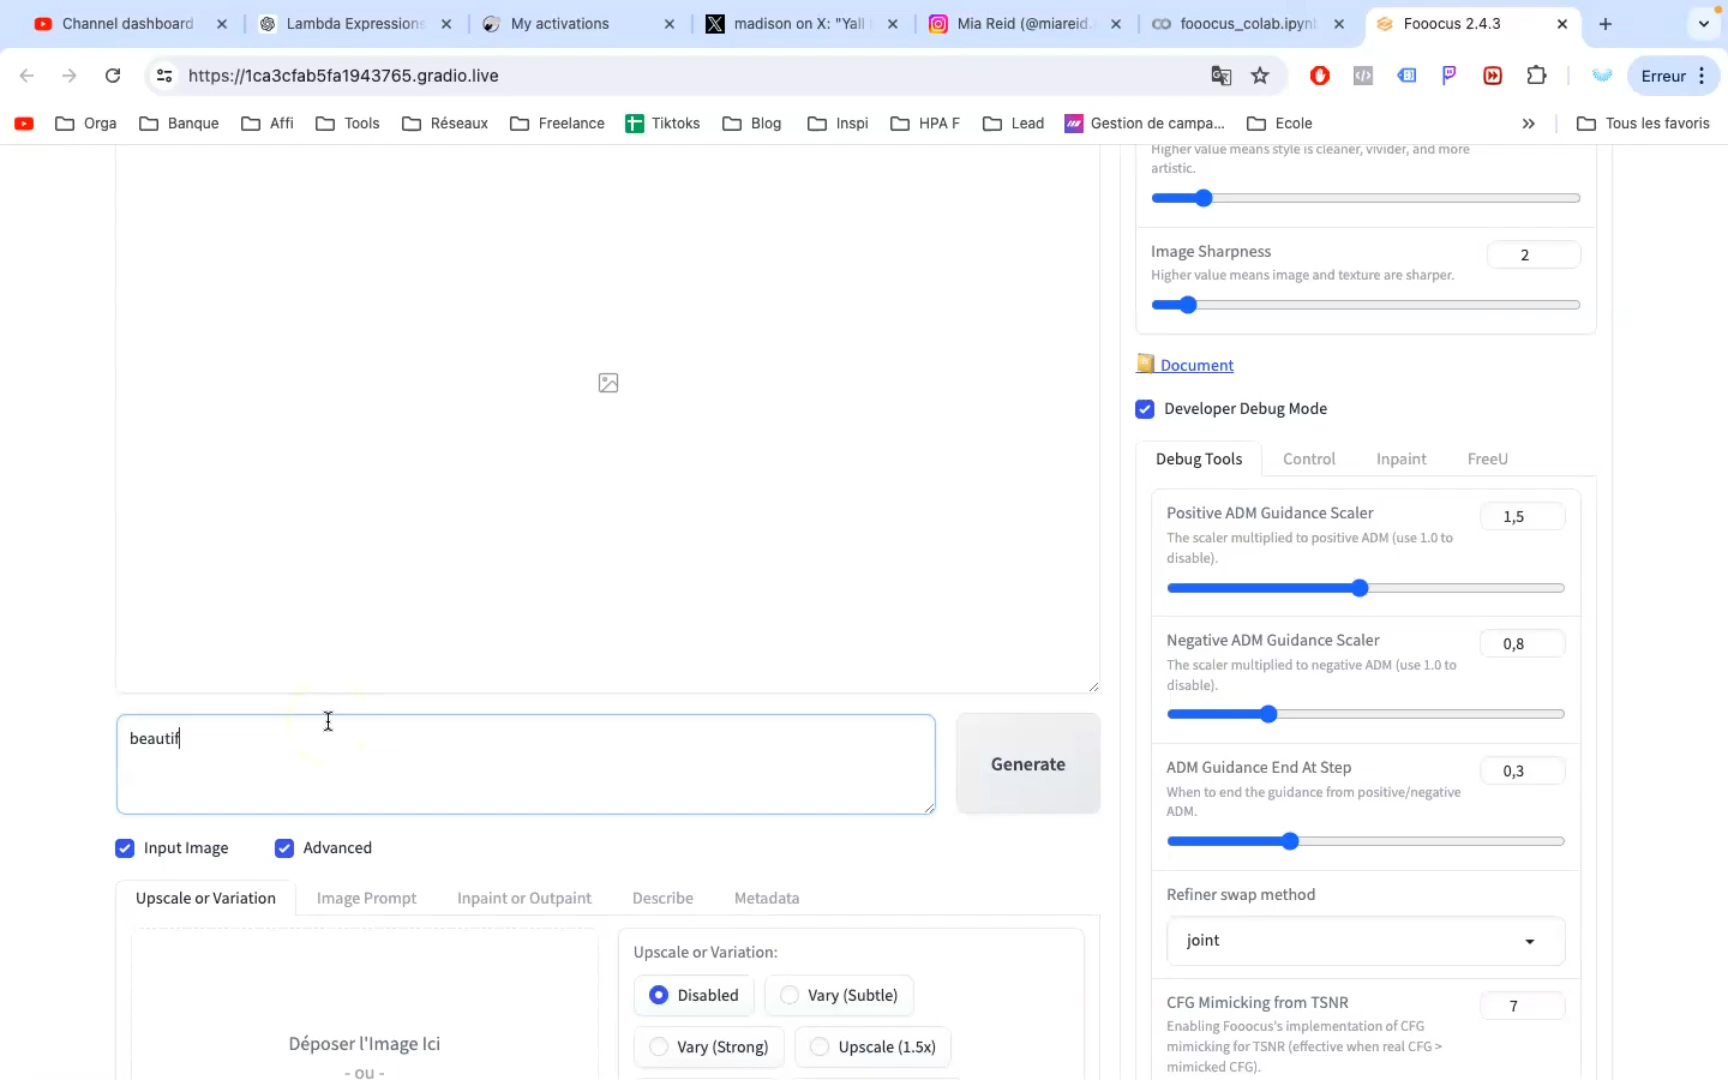 Channel dashboard
Lambda Expressions
My activations
madison on X: "Yall
Mia Reid (@miareid.
fooocus_colab.ipynb
Fooocus 2.4.3
https://1ca3cfab5fa1943765.gradio.live
Erreur
Orga
Banque
Affi
Tools
Réseaux
Freelance
Tiktoks
Blog
Inspi
HPA F
Lead
Gestion de campa...
Ecole
Tous les favoris
Higher value means style is cleaner, vivider, and more
artistic.
Image Sharpness
2
Higher value means image and texture are sharper.
Document
Developer Debug Mode
Debug Tools
Control
Inpaint
FreeU
Positive ADM Guidance Scaler
1,5
The scaler multiplied to positive ADM (use 1.0 to
disable).
Negative ADM Guidance Scaler
0,8
The scaler multiplied to negative ADM (use 1.0 to
disable).
beautif
Generate
ADM Guidance End At Step
0,3
When to end the guidance from positive/negative
ADM.
Input Image
Advanced
Refiner swap method
joint
Upscale or Variation
Image Prompt
Inpaint or Outpaint
Describe
Metadata
Upscale or Variation:
Disabled
Vary (Subtle)
Vary (Strong)
Upscale (1.5x)
Déposer l'Image Ici
- ou -
CFG Mimicking from TSNR
7
Enabling Fooocus's implementation of CFG
mimicking for TSNR (effective when real CFG >
mimicked CFG).